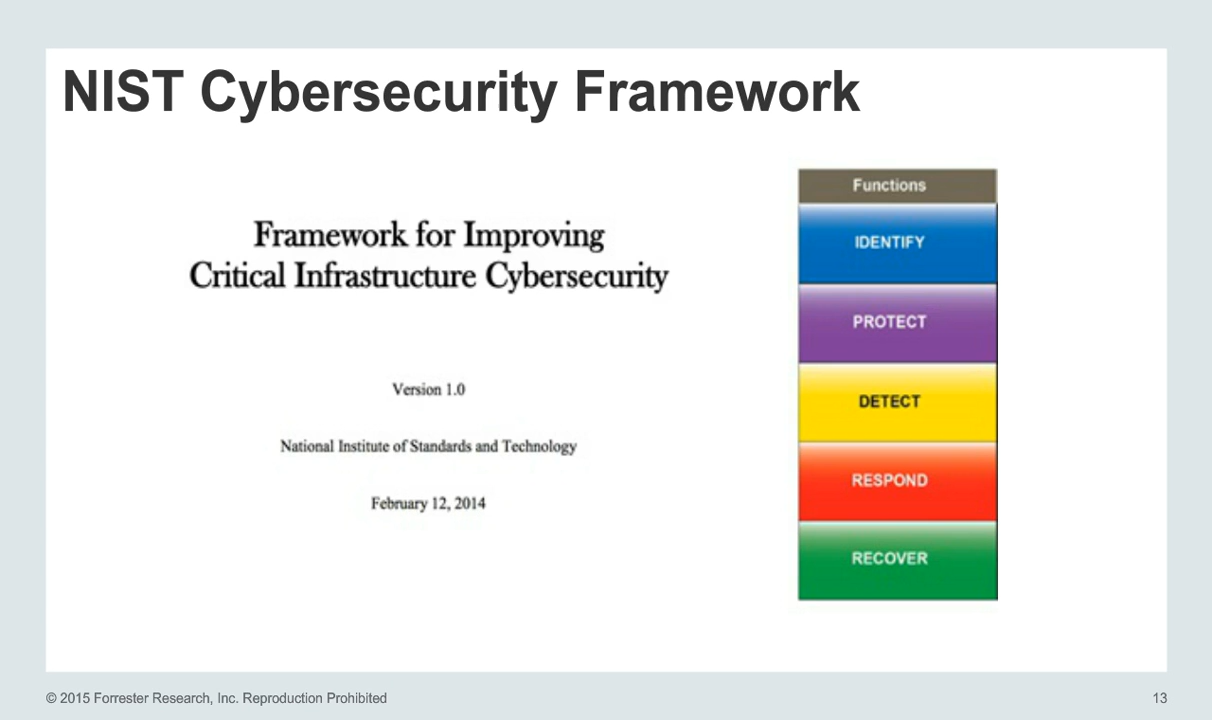 NIST Cybersecurity Framework
Framework for Improving
Critical Infrastructure Cybersecurity
Version 1.0
National Institute of Standards and Technology
February 12, 2014
Functions
IDENTIFY
PROTECT
DETECT
RESPOND
RECOVER
© 2015 Forrester Research, Inc. Reproduction Prohibited
13